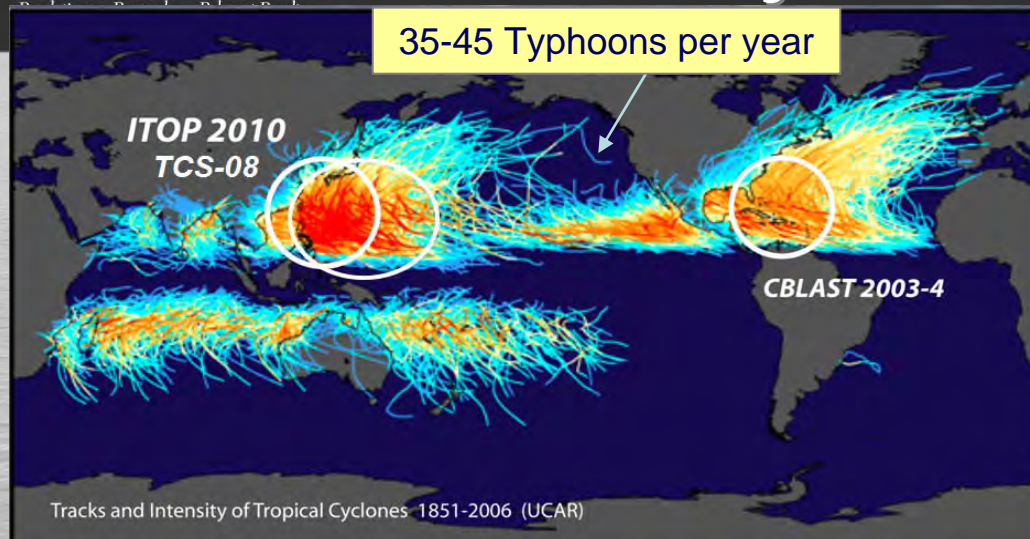 35-45 Typhoons per year
ITOP 2010
TCS-08
CBLAST 2003-4
Tracks and Intensity of Tropical Cyclones 1851-2006 (UCAR)